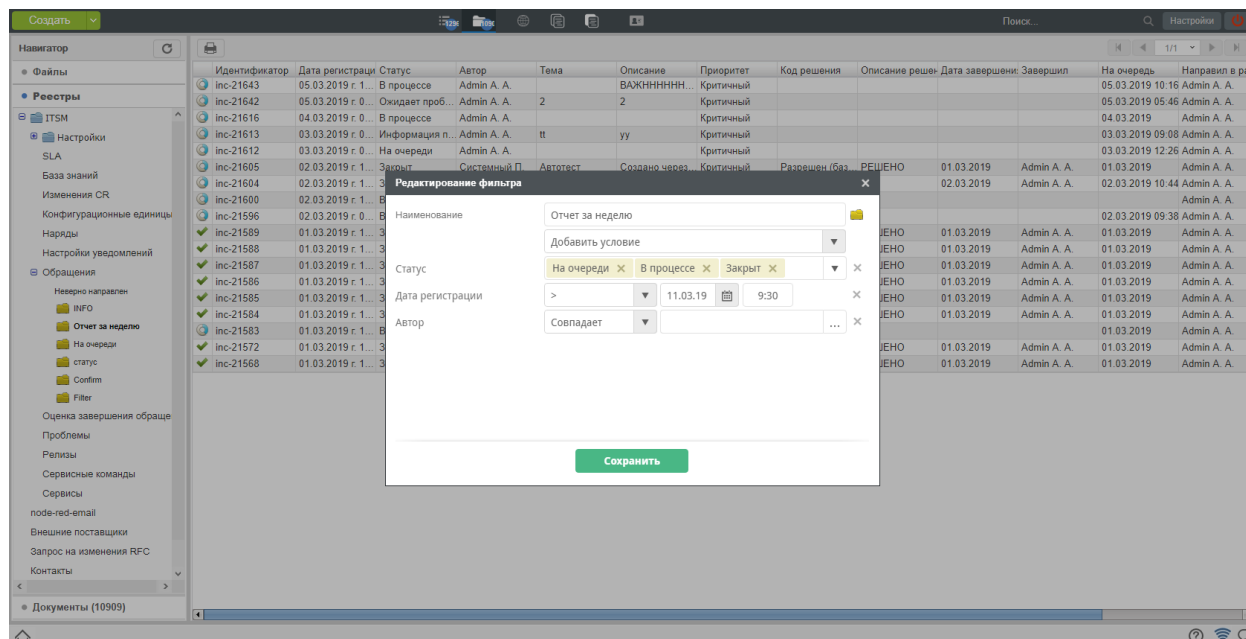 Создать
1296
1096
Поиск...
Настройки
Навигатор
1/1
Файлы
Реестры
ITSM
Настройки
SLA
База знаний
Изменения CR
Конфигурационные единицы
Наряды
Настройки уведомлений
Обращения
Неверно направлен
INFO
Отчет за неделю
На очереди
статус
Confirm
Filter
Оценка завершения обраще
Проблемы
Релизы
Сервисные команды
Сервисы
node-red-email
Внешние поставщики
Запрос на изменения RFC
Контакты
Документы (10909)
Идентификатор Дата регистраци Статус Автор Тема Описание Приоритет Код решения Описание решен Дата завершени: Завершил На очередь Направил в ра
inc-21643 05.03.2019 г. 1... В процессе Admin A. A. ВАЖННННН... Критичный 05.03.2019 10:16 Admin A. A.
inc-21642 05.03.2019 г. 0... Ожидает проб... Admin A. A. 2 2 Критичный 05.03.2019 05:46 Admin A. A.
inc-21616 04.03.2019 г. 0... В процессе Admin A. A. Критичный 04.03.2019 Admin A. A.
inc-21613 03.03.2019 г. 0... Информация п... Admin A. A. tt yy Критичный 03.03.2019 09:08 Admin A. A.
inc-21612 03.03.2019 г. 0... На очереди Admin A. A. Критичный 03.03.2019 12:26 Admin A. A.
inc-21605 02.03.2019 г. 1... Закрыт Системный П... Автотест Создано через... Критичный Разрешен (баз... РЕШЕНО 01.03.2019 Admin A. A. 01.03.2019 Admin A. A.
inc-21604 02.03.2019 г. 1... З 02.03.2019 Admin A. A. 02.03.2019 10:44 Admin A. A.
inc-21600 02.03.2019 г. 1... В Admin A. A.
inc-21596 02.03.2019 г. 0... В 02.03.2019 09:38 Admin A. A.
inc-21589 01.03.2019 г. 1... З ШЕНО 01.03.2019 Admin A. A. 01.03.2019 Admin A. A.
inc-21588 01.03.2019 г. 1... З ШЕНО 01.03.2019 Admin A. A. 01.03.2019 Admin A. A.
inc-21587 01.03.2019 г. 1... З ШЕНО 01.03.2019 Admin A. A. 01.03.2019 Admin A. A.
inc-21586 01.03.2019 г. 1... З ШЕНО 01.03.2019 Admin A. A. 01.03.2019 Admin A. A.
inc-21585 01.03.2019 г. 1... З ШЕНО 01.03.2019 Admin A. A. 01.03.2019 Admin A. A.
inc-21584 01.03.2019 г. 1... З ШЕНО 01.03.2019 Admin A. A. 01.03.2019 Admin A. A.
inc-21583 01.03.2019 г. 1... В 01.03.2019 Admin A. A.
inc-21572 01.03.2019 г. 1... З ШЕНО 01.03.2019 Admin A. A. 01.03.2019 Admin A. A.
inc-21568 01.03.2019 г. 1... З ШЕНО 01.03.2019 Admin A. A. 01.03.2019 Admin A. A.
Редактирование фильтра
Наименование Отчет за неделю
Добавить условие
Статус На очереди В процессе Закрыт
Дата регистрации > 11.03.19 9:30
Автор Совпадает ...
Сохранить